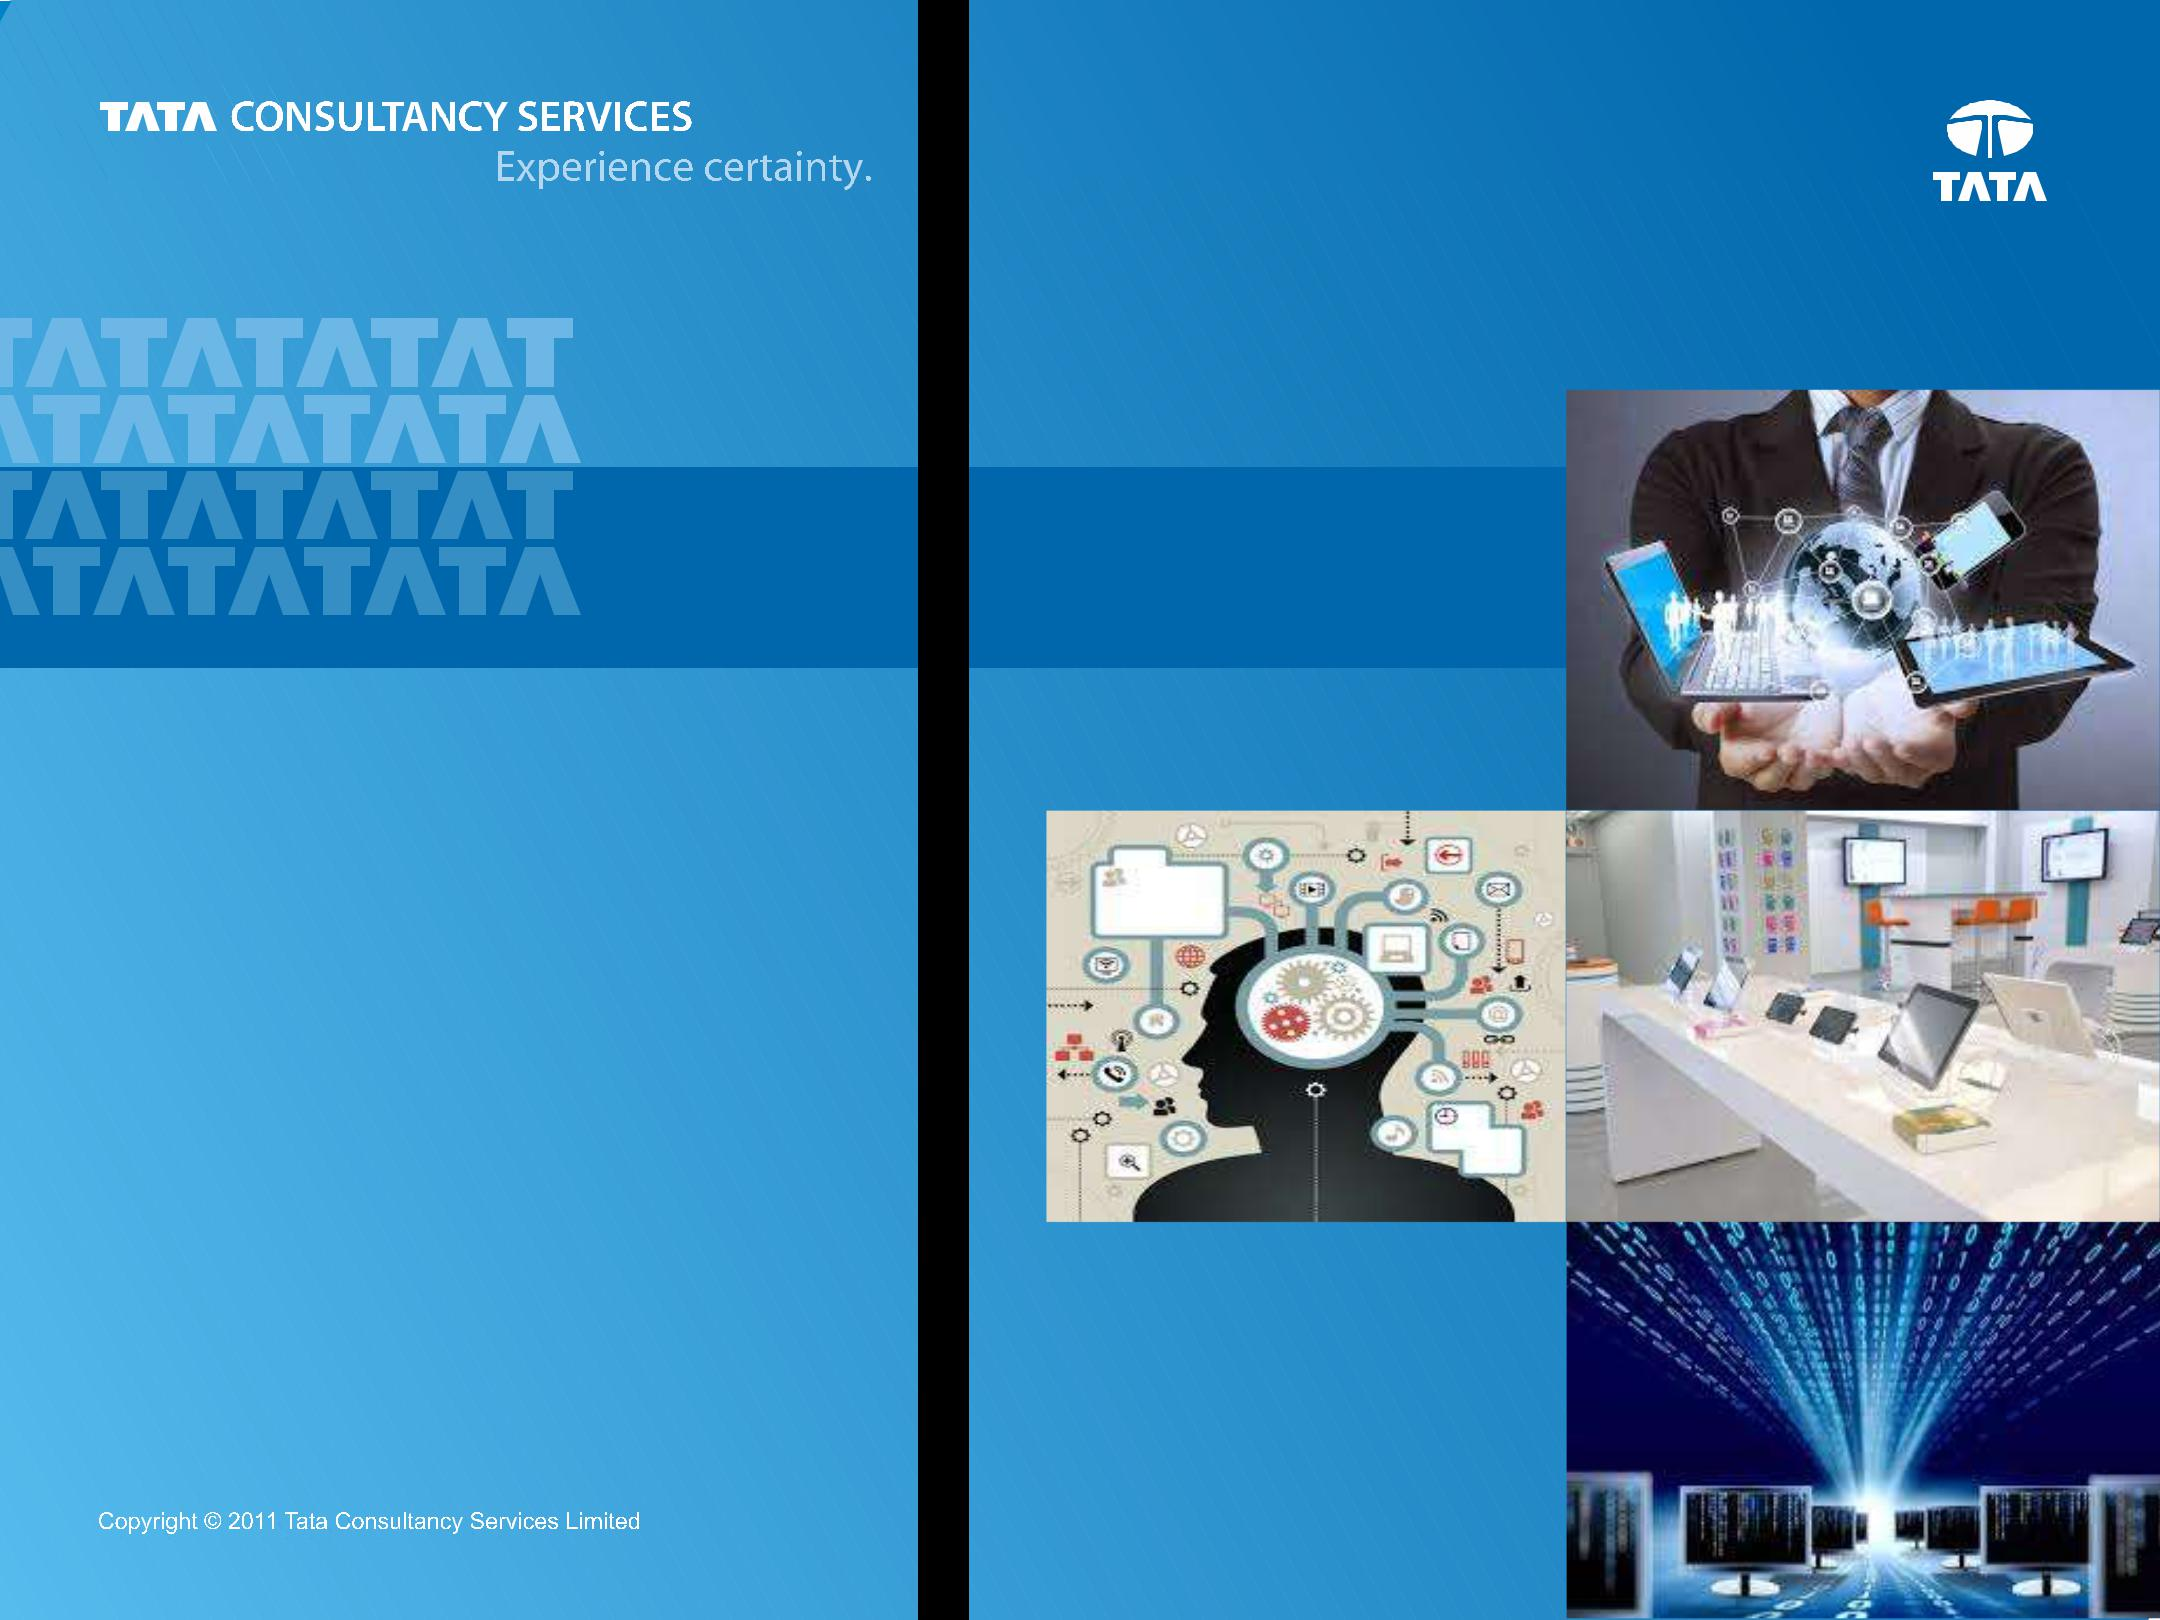 TATA CONSULTANCY SERVICES
Experience certainty.
TATA
TATATATAT
ATATATATA
TATATATAT
ATATATATA
Copyright © 2011 Tata Consultancy Services Limited